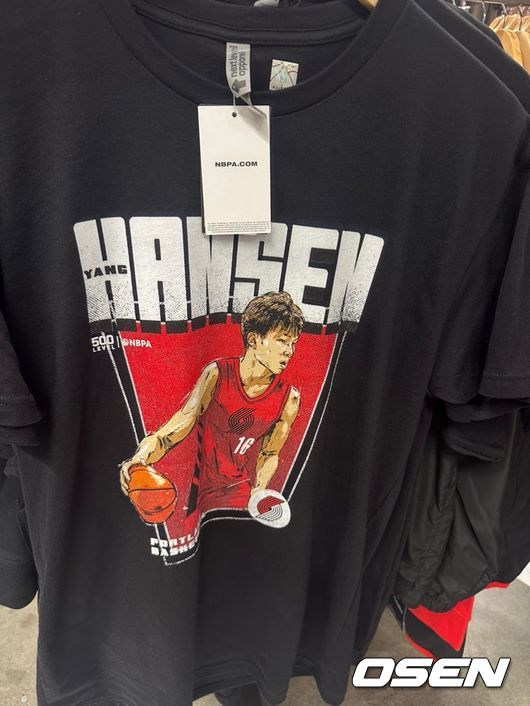 next level
apparel
NBPA.COM
HANSEN
YANG
500
LEVEL
NBPA
16
OSEN